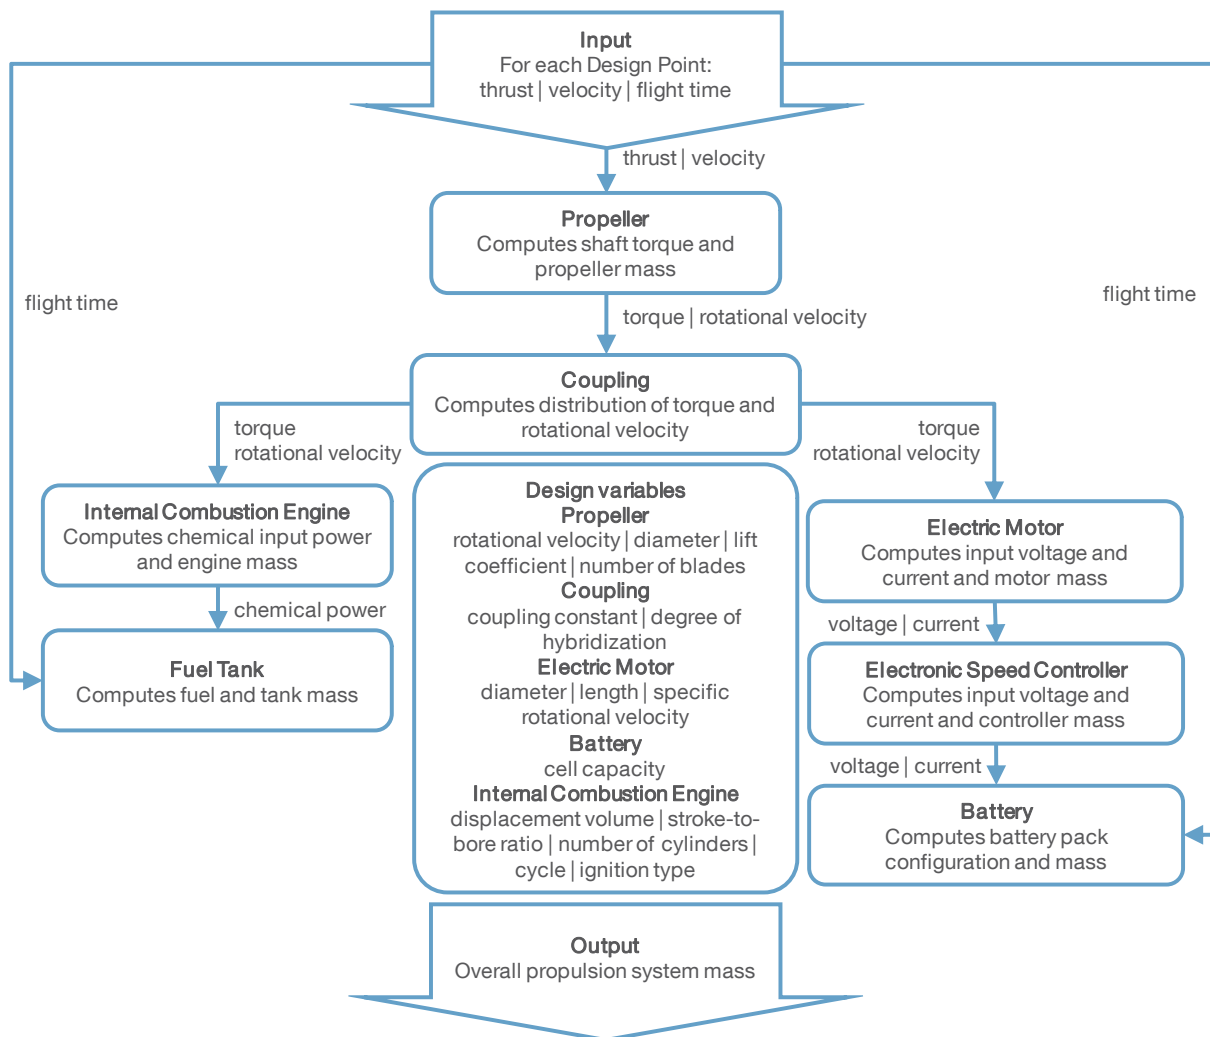 Input
For each Design Point:
thrust | velocity | flight time
thrust | velocity
Propeller
Computes shaft torque and
propeller mass
flight time
flight time
torque | rotational velocity
Coupling
Computes distribution of torque and
rotational velocity
torque
rotational velocity
torque
rotational velocity
Internal Combustion Engine
Computes chemical input power
and engine mass
chemical power
Fuel Tank
Computes fuel and tank mass
Design variables
Propeller
rotational velocity | diameter | lift
coefficient | number of blades
Coupling
coupling constant | degree of
hybridization
Electric Motor
diameter | length | specific
rotational velocity
Battery
cell capacity
Internal Combustion Engine
displacement volume | stroke-to-
bore ratio | number of cylinders |
cycle | ignition type
Electric Motor
Computes input voltage and
current and motor mass
voltage | current
Electronic Speed Controller
Computes input voltage and
current and controller mass
voltage | current
Battery
Computes battery pack
configuration and mass
Output
Overall propulsion system mass